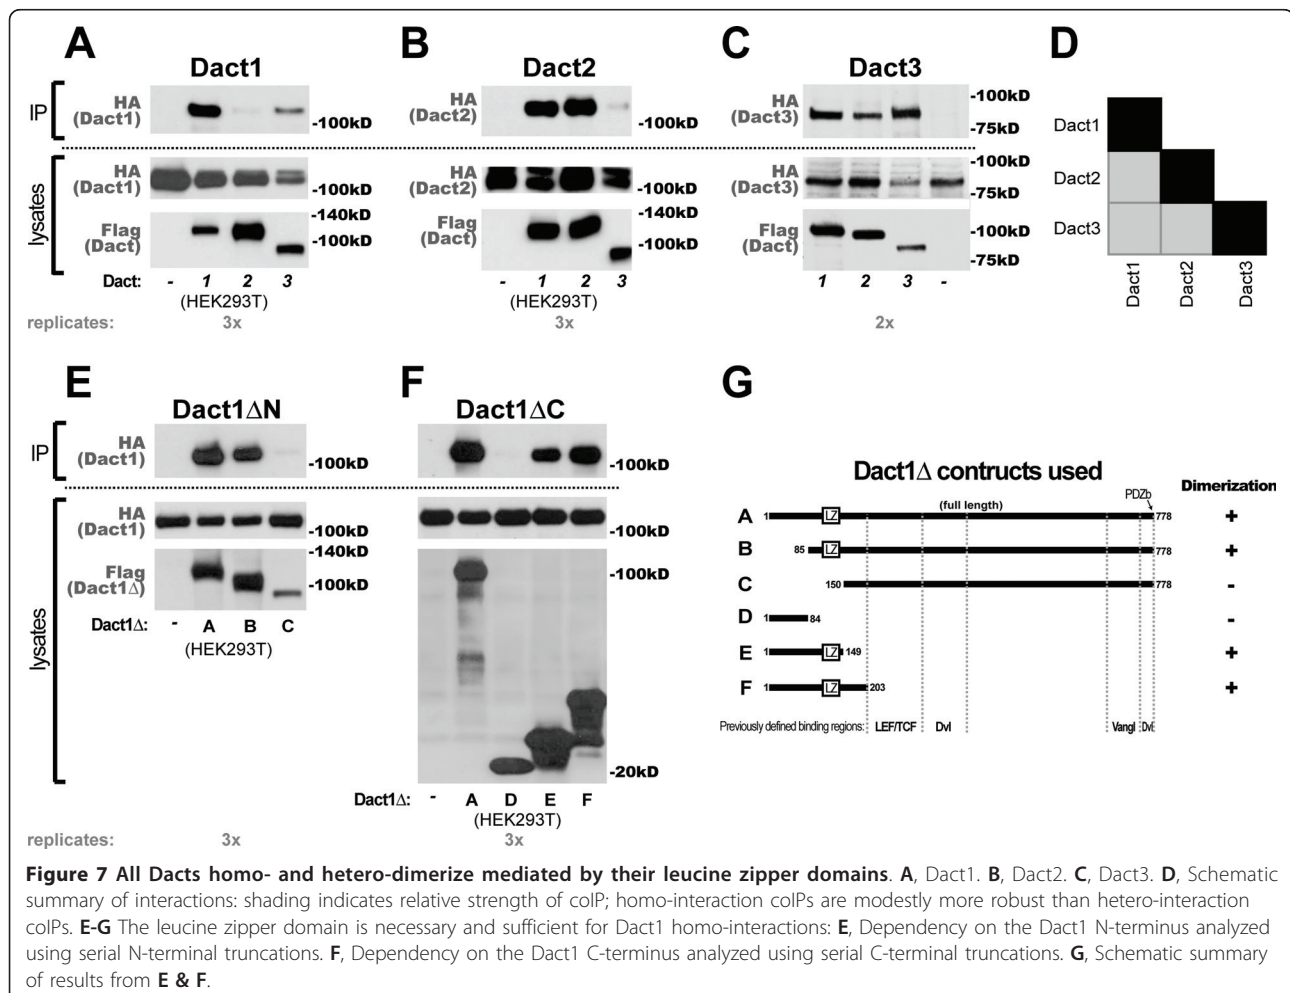 A
Dact1
IP
HA
(Dact1)
-100kD
lysates
HA
(Dact1)
-100kD
-140kD
Flag
(Dact)
-100kD
Dact: - 1 2 3
(HEK293T)
replicates: 3x
B
Dact2
HA
(Dact2)
-100kD
HA
(Dact2)
-100kD
-140kD
Flag
(Dact)
-100kD
- 1 2 3
(HEK293T)
3x
C
Dact3
HA
(Dact3)
-100kD
-75kD
HA
(Dact3)
-100kD
-75kD
Flag
(Dact)
-100kD
-75kD
1 2 3 -
2x
D
Dact1
Dact2
Dact3
Dact1
Dact2
Dact3
E
Dact1ΔN
IP
HA
(Dact1)
-100kD
lysates
HA
(Dact1)
-100kD
-140kD
Flag
(Dact1Δ)
-100kD
Dact1Δ: - A B C
(HEK293T)
replicates: 3x
F
Dact1ΔC
-100kD
-100kD
-100kD
-20kD
Dact1Δ: - A D E F
(HEK293T)
3x
G
Dact1Δ contructs used
PDZb
Dimerization
(full length)
A 1 LZ 778 +
B 85 LZ 778 +
C 150 778 -
D 1 84 -
E 1 LZ 149 +
F 1 LZ 203 +
Previously defined binding regions: LEF/TCF Dvl Vangl Dvl
Figure 7 All Dacts homo- and hetero-dimerize mediated by their leucine zipper domains. A, Dact1. B, Dact2. C, Dact3. D, Schematic
summary of interactions: shading indicates relative strength of coIP; homo-interaction coIPs are modestly more robust than hetero-interaction
coIPs. E-G The leucine zipper domain is necessary and sufficient for Dact1 homo-interactions: E, Dependency on the Dact1 N-terminus analyzed
using serial N-terminal truncations. F, Dependency on the Dact1 C-terminus analyzed using serial C-terminal truncations. G, Schematic summary
of results from E & F.